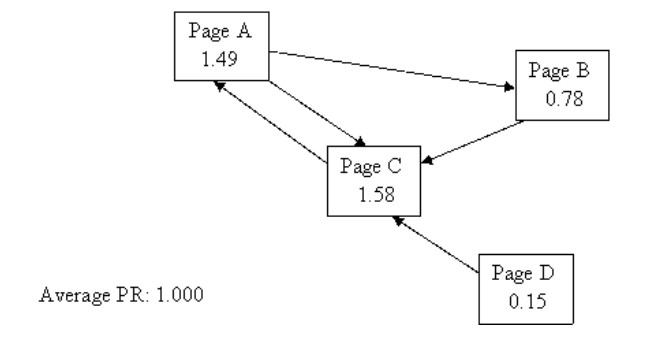 Page A
1.49
Page B
0.78
Page C
1.58
Page D
0.15
Average PR: 1.000